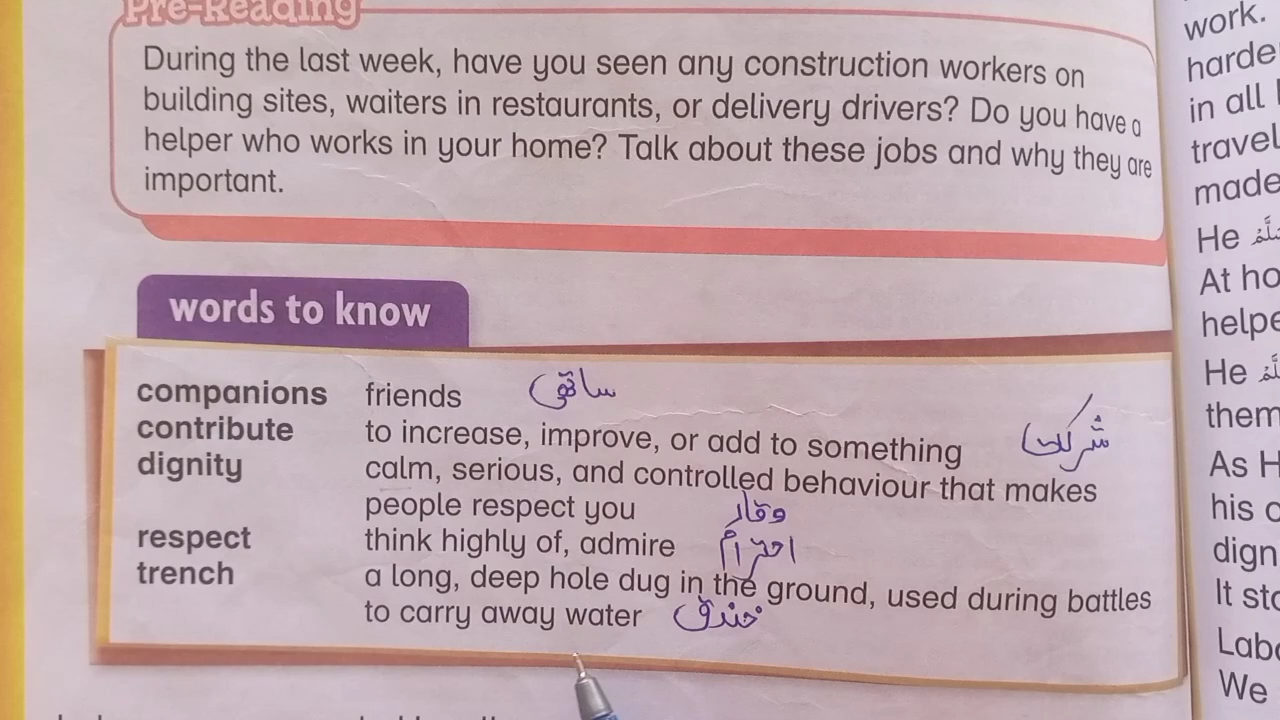 Pre-Reading
During the last week, have you seen any construction workers on
building sites, waiters in restaurants, or delivery drivers? Do you have a
helper who works in your home? Talk about these jobs and why they are
important.
words to know
companions friends ساتھی
contribute to increase, improve, or add to something شرکت
dignity calm, serious, and controlled behaviour that makes
people respect you وقار
respect think highly of, admire احترام
trench a long, deep hole dug in the ground, used during battles
to carry away water خندق
work.
harde
in all
travel
made
He
At ho
helpe
He
them
As H
his
dign
It sto
Labo
We